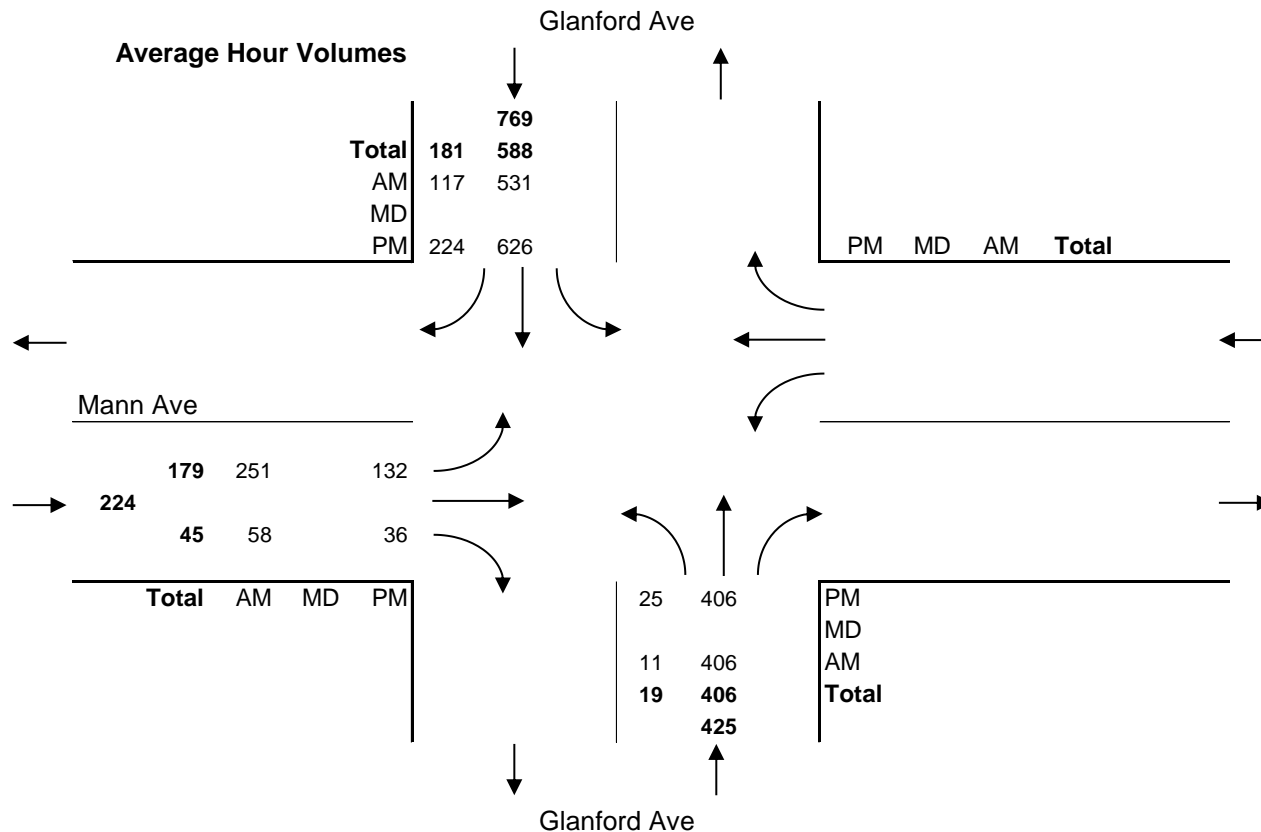 Glanford Ave
Average Hour Volumes
769
Total 181 588
AM 117 531
MD
PM 224 626
PM MD AM Total
Mann Ave
179 251 132
224
45 58 36
Total AM MD PM
25 406 PM
MD
11 406 AM
19 406 Total
425
Glanford Ave